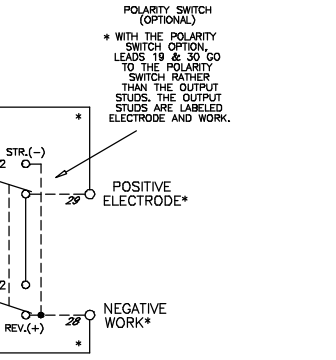 POLARITY SWITCH
(OPTIONAL)
* WITH THE POLARITY
SWITCH OPTION,
LEADS 19 & 30 GO
TO THE POLARITY
SWITCH RATHER
THAN THE OUTPUT
STUDS. THE OUTPUT
STUDS ARE LABELED
ELECTRODE AND WORK.
*
STR.(-)
2
29
POSITIVE
ELECTRODE*
2
28
NEGATIVE
WORK*
REV.(+)
*